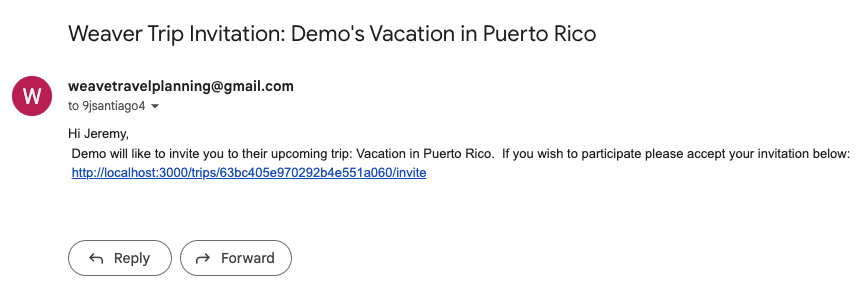 Weaver Trip Invitation: Demo's Vacation in Puerto Rico
W
weavetravelplanning@gmail.com
to 9jsantiago4
Hi Jeremy,
Demo will like to invite you to their upcoming trip: Vacation in Puerto Rico.  If you wish to participate please accept your invitation below:
http://localhost:3000/trips/63bc405e970292b4e551a060/invite
Reply
Forward